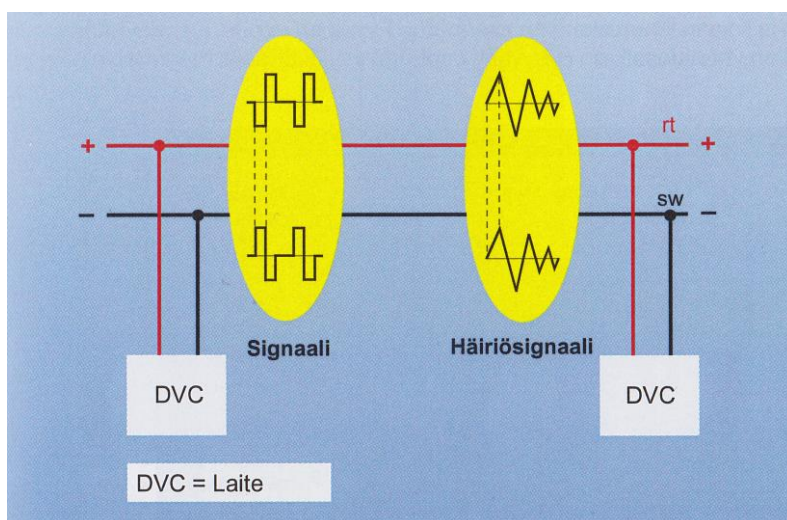 rt
+ +
sw
– –
Signaali Häiriösignaali
DVC DVC
DVC = Laite